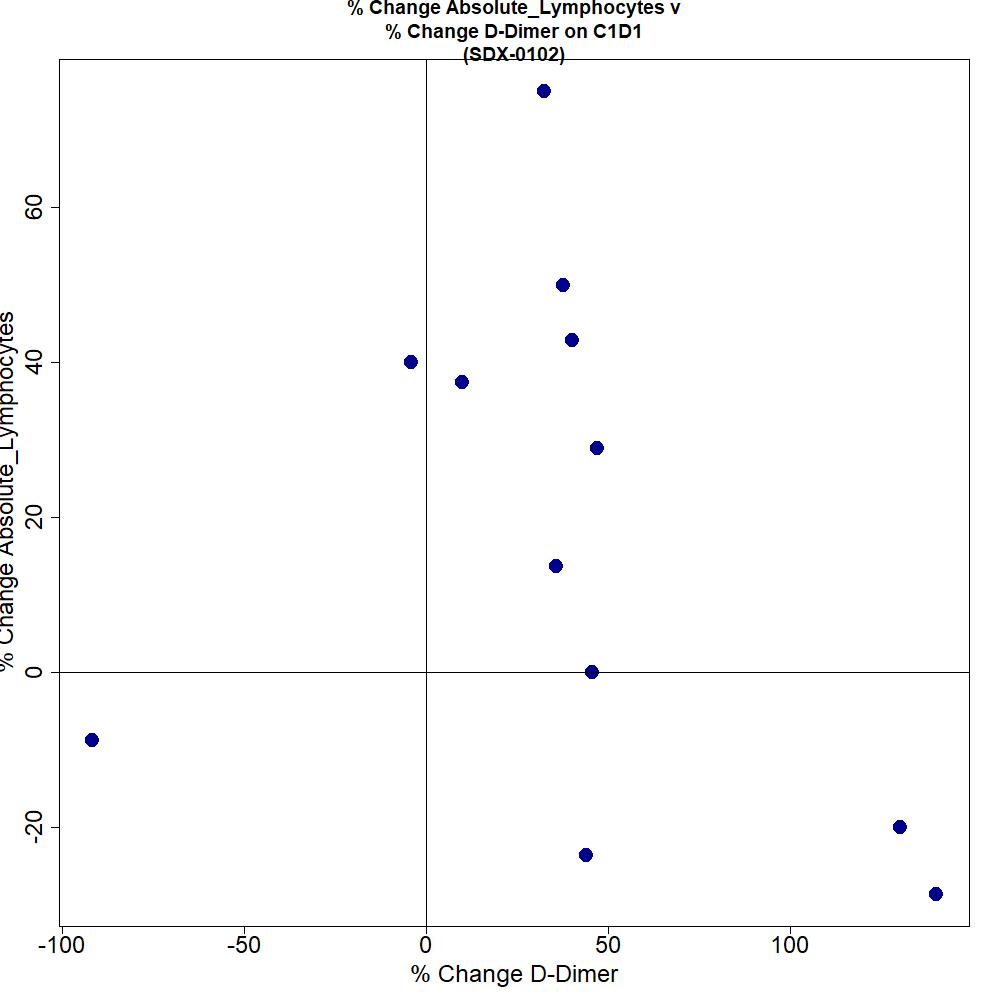 % Change Absolute_Lymphocytes v
% Change D-Dimer on C1D1
(SDX-0102)
% Change Absolute_Lymphocytes
60
40
20
0
-20
-100
-50
0
50
100
% Change D-Dimer